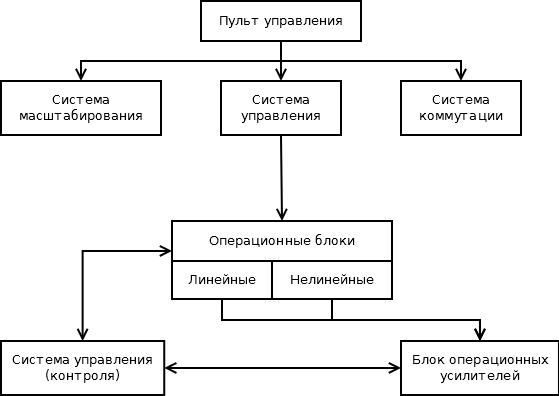 Пульт управления
Система
масштабирования
Система
управления
Система
коммутации
Операционные блоки
Линейные
Нелинейные
Система управления
(контроля)
Блок операционных
усилителей